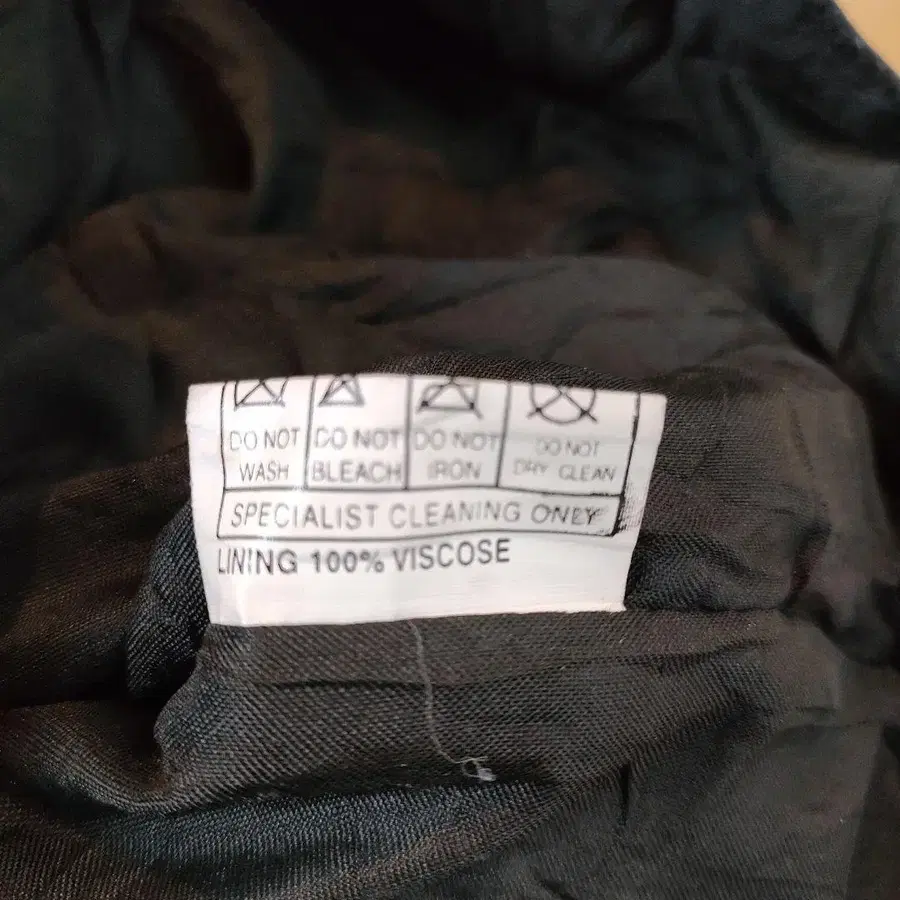 DO NOT WASH
DO NOT BLEACH
DO NOT IRON
DO NOT DRY CLEAN
SPECIALIST CLEANING ONLY
LINING 100% VISCOSE